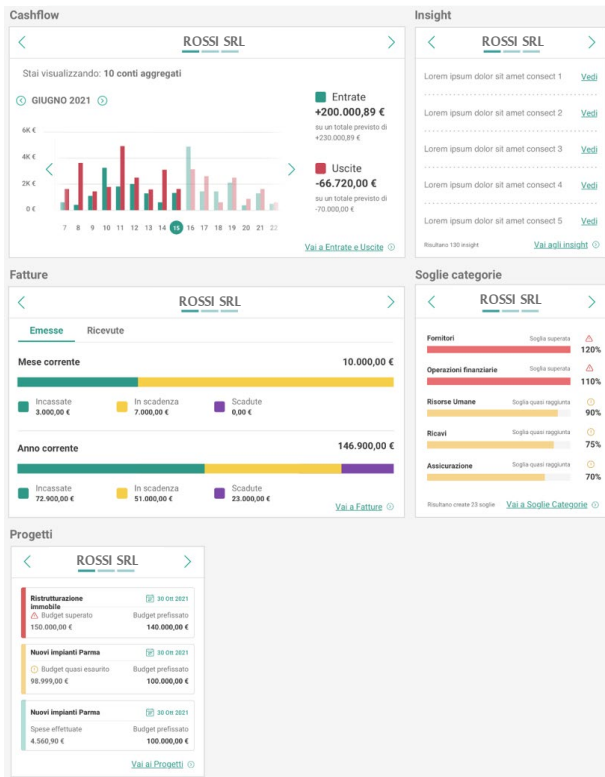 Cashflow
ROSSI SRL
Stai visualizzando: 10 conti aggregati
GIUGNO 2021
6K €
4K €
2K €
0 €
7 8 9 10 11 12 13 14 15 16 17 18 19 20 21 22
Entrate
+200.000,89 €
su un totale previsto di
+230.000,89 €
Uscite
-66.720,00 €
su un totale previsto di
-70.000,00 €
Vai a Entrate e Uscite
Insight
ROSSI SRL
Lorem ipsum dolor sit amet consect 1 Vedi
Lorem ipsum dolor sit amet consect 2 Vedi
Lorem ipsum dolor sit amet consect 3 Vedi
Lorem ipsum dolor sit amet consect 4 Vedi
Lorem ipsum dolor sit amet consect 5 Vedi
Risultano 130 insight Vai agli insight
Fatture
ROSSI SRL
Emesse Ricevute
Mese corrente 10.000,00 €
Incassate In scadenza Scadute
3.000,00 € 7.000,00 € 0,00 €
Anno corrente 146.900,00 €
Incassate In scadenza Scadute
72.900,00 € 51.000,00 € 23.000,00 €
Vai a Fatture
Soglie categorie
ROSSI SRL
Fornitori Soglia superata
120%
Operazioni finanziarie Soglia superata
110%
Risorse Umane Soglia quasi raggiunta
90%
Ricavi Soglia quasi raggiunta
75%
Assicurazione Soglia quasi raggiunta
70%
Risultano create 23 soglie Vai a Soglie Categorie
Progetti
ROSSI SRL
Ristrutturazione immobile 30 Ott 2021
Budget superato Budget prefissato
150.000,00 € 140.000,00 €
Nuovi impianti Parma 30 Ott 2021
Budget quasi esaurito Budget prefissato
98.999,00 € 100.000,00 €
Nuovi impianti Parma 30 Ott 2021
Spese effettuate Budget prefissato
4.560,90 € 100.000,00 €
Vai ai Progetti